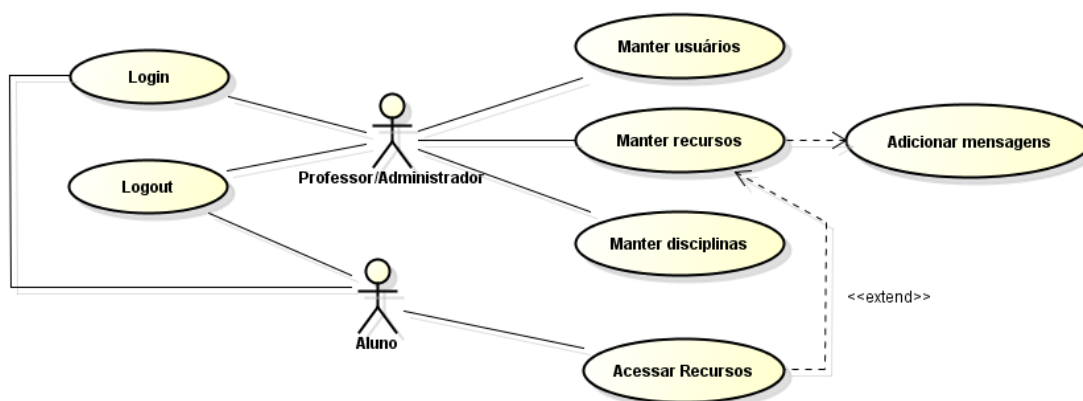 Manter usuários
Login
Manter recursos
Adicionar mensagens
Professor/Administrador
Logout
Manter disciplinas
<<extend>>
Aluno
Acessar Recursos